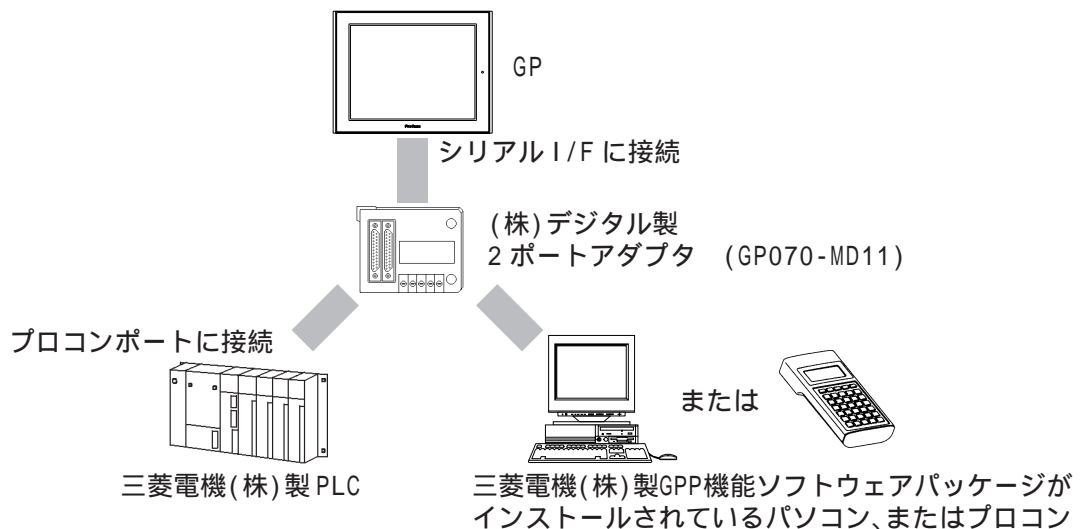 GP
シリアルI/Fに接続
(株)デジタル製
2ポートアダプタ (GP070-MD11)
プロコンポートに接続
または
三菱電機(株)製PLC
三菱電機(株)製GPP機能ソフトウェアパッケージが
インストールされているパソコン、またはプロコン